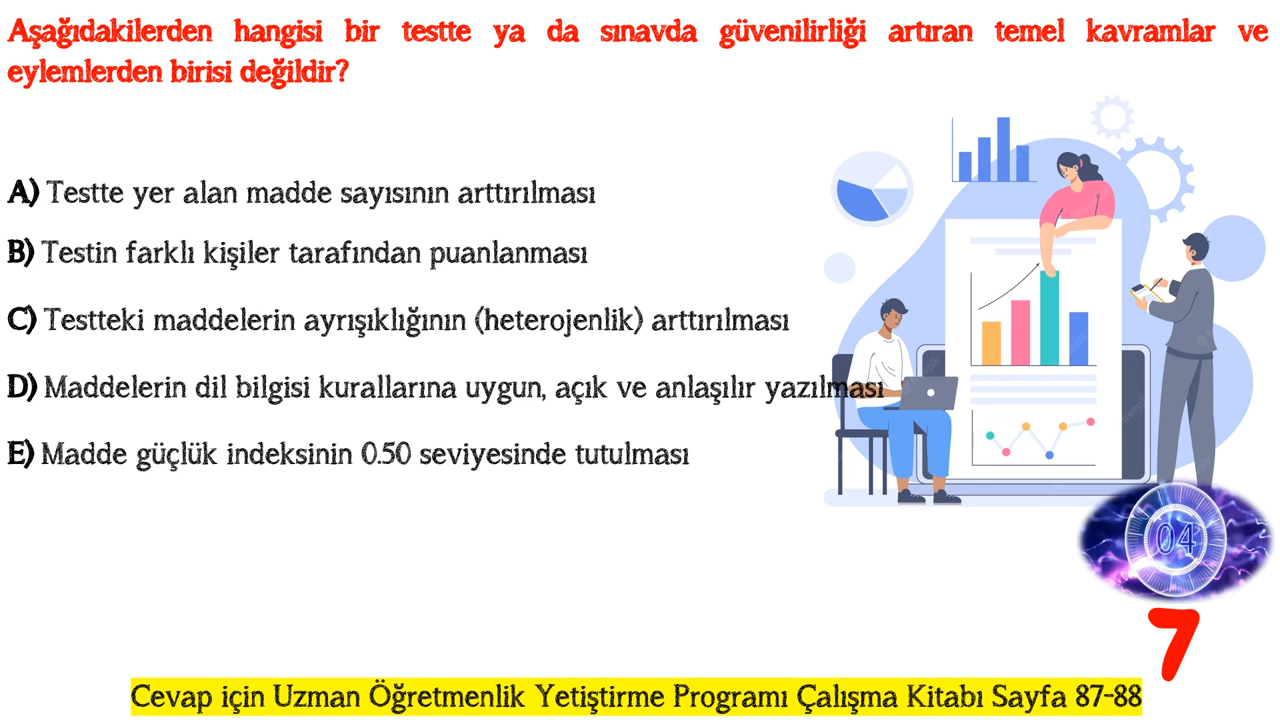 Aşağıdakilerden hangisi bir testte ya da sınavda güvenilirliği artıran temel kavramlar ve
eylemlerden birisi değildir?
A) Testte yer alan madde sayısının arttırılması
B) Testin farklı kişiler tarafından puanlanması
C) Testteki maddelerin ayrışıklığının (heterojenlik) arttırılması
D) Maddelerin dil bilgisi kurallarına uygun, açık ve anlaşılır yazılması
E) Madde güçlük indeksinin 0.50 seviyesinde tutulması
04
7
Cevap için Uzman Öğretmenlik Yetiştirme Programı Çalışma Kitabı Sayfa 87-88